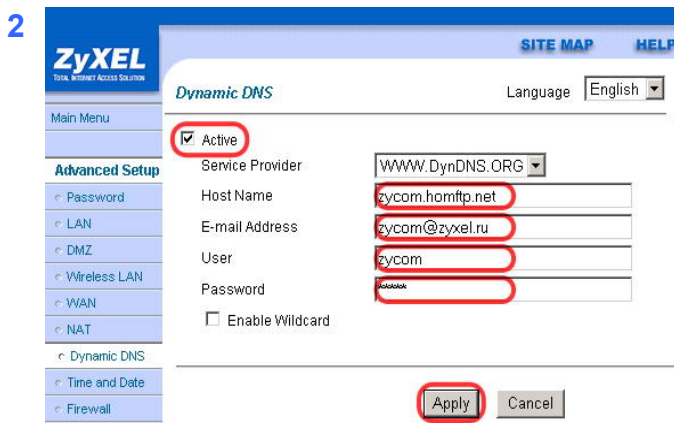 2
SITE MAP HELP
ZyXEL
TOTAL INTERNET ACCESS SOLUTION
Dynamic DNS
Language English
Main Menu
Advanced Setup
Password
LAN
DMZ
Wireless LAN
WAN
NAT
Dynamic DNS
Time and Date
Firewall
Active
Service Provider WWW.DynDNS.ORG
Host Name zycom.homftp.net
E-mail Address zycom@zyxel.ru
User zycom
Password
Enable Wildcard
Apply Cancel